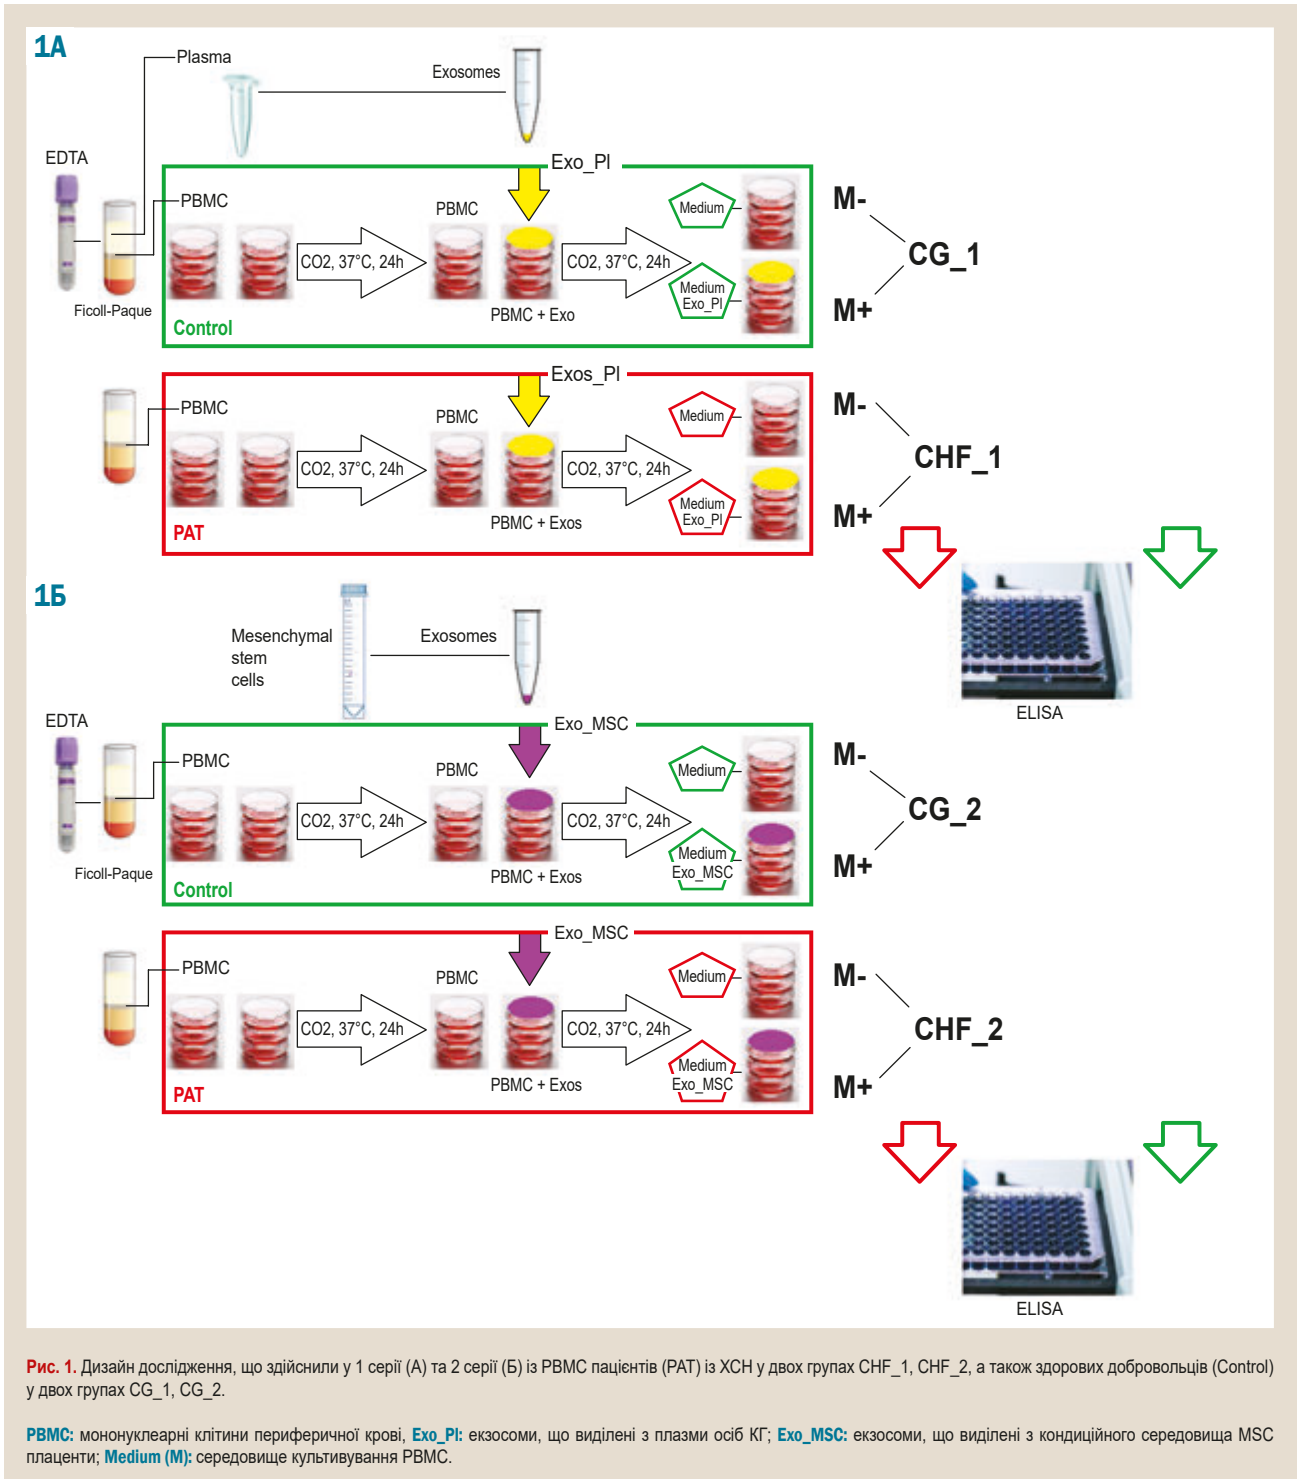 1А
Plasma
Exosomes
EDTA
Exo_Pl
PBMC
PBMC
Medium
M-
CO2, 37°C, 24h
CO2, 37°C, 24h
CG_1
Medium
Exo_Pl
M+
Ficoll-Paque
PBMC + Exo
Control
Exos_Pl
PBMC
PBMC
Medium
M-
CO2, 37°C, 24h
CO2, 37°C, 24h
CHF_1
Medium
Exo_Pl
M+
PBMC + Exos
PAT
ELISA
1Б
Mesenchymal
stem
cells
Exosomes
EDTA
Exo_MSC
PBMC
PBMC
Medium
M-
CO2, 37°C, 24h
CO2, 37°C, 24h
CG_2
Medium
Exo_MSC
M+
Ficoll-Paque
PBMC + Exos
Control
Exo_MSC
PBMC
PBMC
Medium
M-
CO2, 37°C, 24h
CO2, 37°C, 24h
CHF_2
Medium
Exo_MSC
M+
PBMC + Exos
PAT
ELISA
Рис. 1. Дизайн дослідження, що здійснили у 1 серії (А) та 2 серії (Б) із PBMC пацієнтів (PAT) із ХСН у двох групах CHF_1, CHF_2, а також здорових добровольців (Control)
у двох групах CG_1, CG_2.
PBMC: мононуклеарні клітини периферичної крові, Exo_Pl: екзосоми, що виділені з плазми осіб КГ; Exo_MSC: екзосоми, що виділені з кондиційного середовища MSC
плаценти; Medium (M): середовище культивування PBMC.